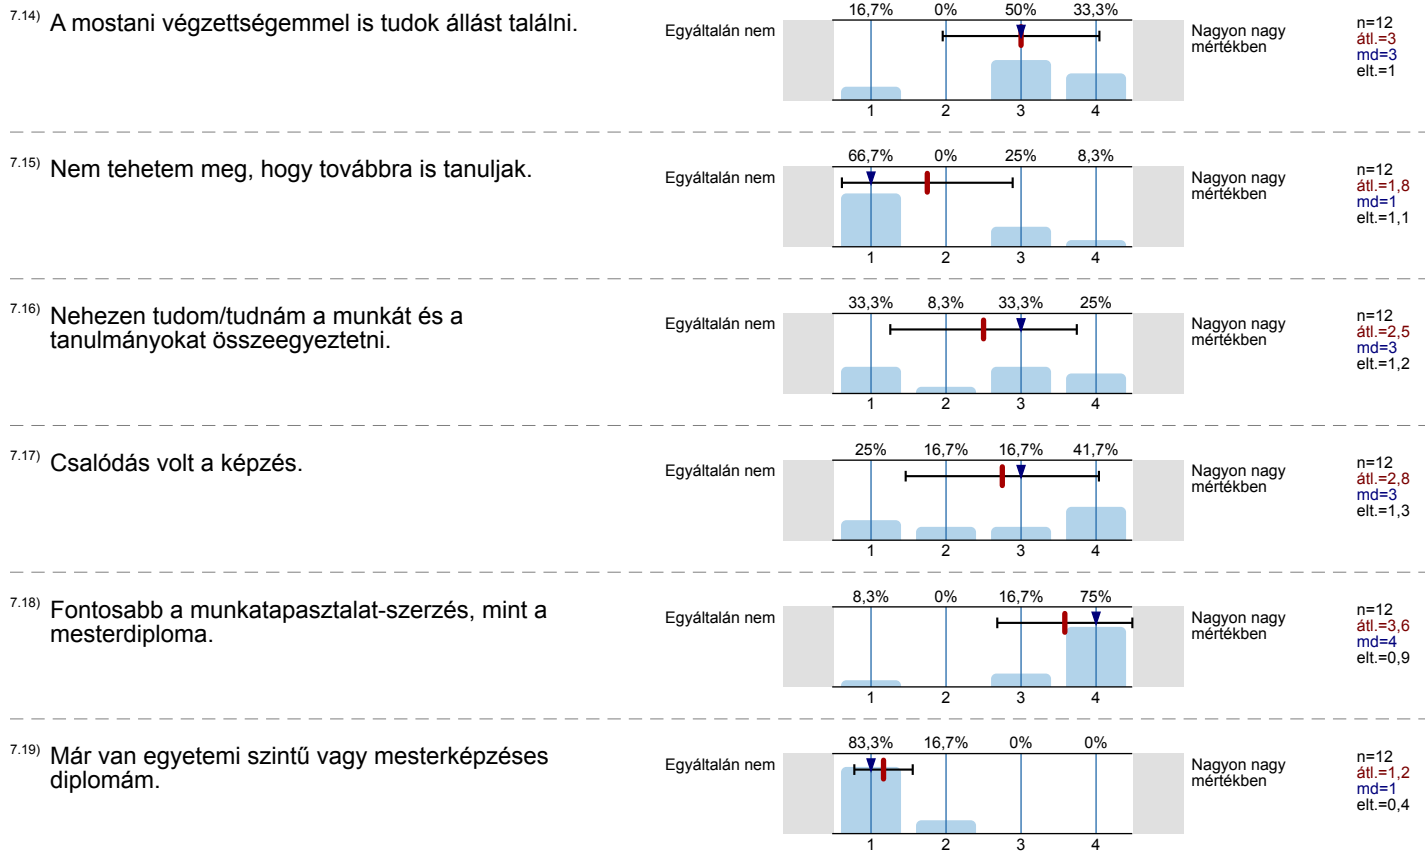 7.14) A mostani végzettségemmel is tudok állást találni.
Egyáltalán nem
16,7% 0% 50% 33,3%
1 2 3 4
Nagyon nagy
mértékben
n=12
átl.=3
md=3
elt.=1
7.15) Nem tehetem meg, hogy továbbra is tanuljak.
Egyáltalán nem
66,7% 0% 25% 8,3%
1 2 3 4
Nagyon nagy
mértékben
n=12
átl.=1,8
md=1
elt.=1,1
7.16) Nehezen tudom/tudnám a munkát és a
tanulmányokat összeegyeztetni.
Egyáltalán nem
33,3% 8,3% 33,3% 25%
1 2 3 4
Nagyon nagy
mértékben
n=12
átl.=2,5
md=3
elt.=1,2
7.17) Csalódás volt a képzés.
Egyáltalán nem
25% 16,7% 16,7% 41,7%
1 2 3 4
Nagyon nagy
mértékben
n=12
átl.=2,8
md=3
elt.=1,3
7.18) Fontosabb a munkatapasztalat-szerzés, mint a
mesterdiploma.
Egyáltalán nem
8,3% 0% 16,7% 75%
1 2 3 4
Nagyon nagy
mértékben
n=12
átl.=3,6
md=4
elt.=0,9
7.19) Már van egyetemi szintű vagy mesterképzéses
diplomám.
Egyáltalán nem
83,3% 16,7% 0% 0%
1 2 3 4
Nagyon nagy
mértékben
n=12
átl.=1,2
md=1
elt.=0,4